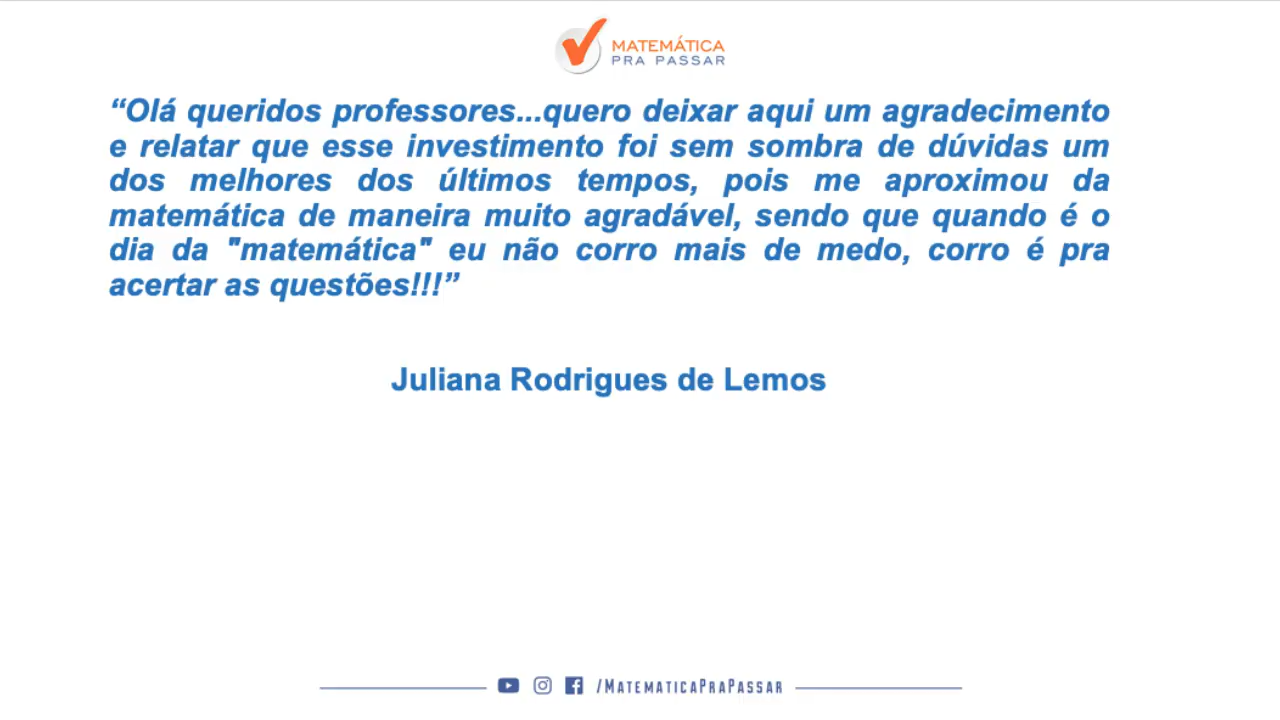 MATEMÁTICA
PRA PASSAR
“Olá queridos professores...quero deixar aqui um agradecimento
e relatar que esse investimento foi sem sombra de dúvidas um
dos melhores dos últimos tempos, pois me aproximou da
matemática de maneira muito agradável, sendo que quando é o
dia da "matemática" eu não corro mais de medo, corro é pra
acertar as questões!!!”
Juliana Rodrigues de Lemos
/MATEMATICAPRAPASSAR